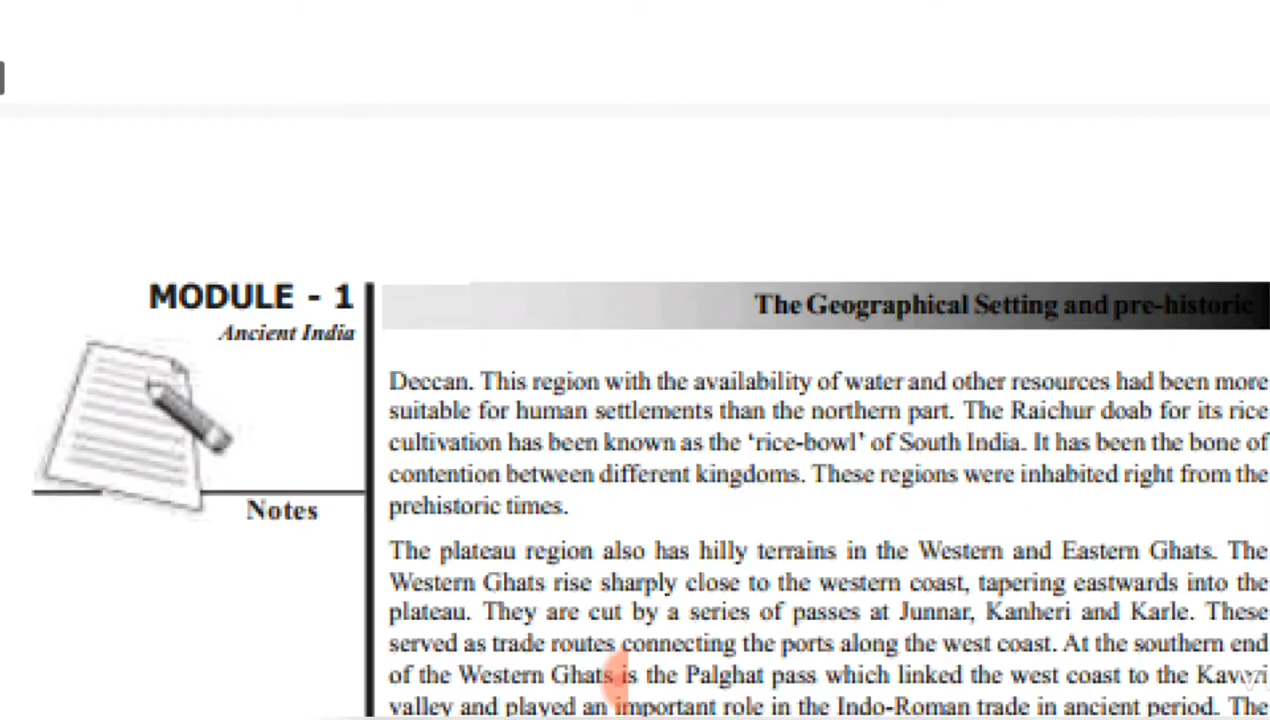 MODULE - 1
Ancient India
Notes
The Geographical Setting and pre-historic
Deccan. This region with the availability of water and other resources had been more
suitable for human settlements than the northern part. The Raichur doab for its rice
cultivation has been known as the ‘rice-bowl’ of South India. It has been the bone of
contention between different kingdoms. These regions were inhabited right from the
prehistoric times.
The plateau region also has hilly terrains in the Western and Eastern Ghats. The
Western Ghats rise sharply close to the western coast, tapering eastwards into the
plateau. They are cut by a series of passes at Junnar, Kanheri and Karle. These
served as trade routes connecting the ports along the west coast. At the southern end
of the Western Ghats is the Palghat pass which linked the west coast to the
valley and played an important role in the Indo-Roman trade in ancient period. The